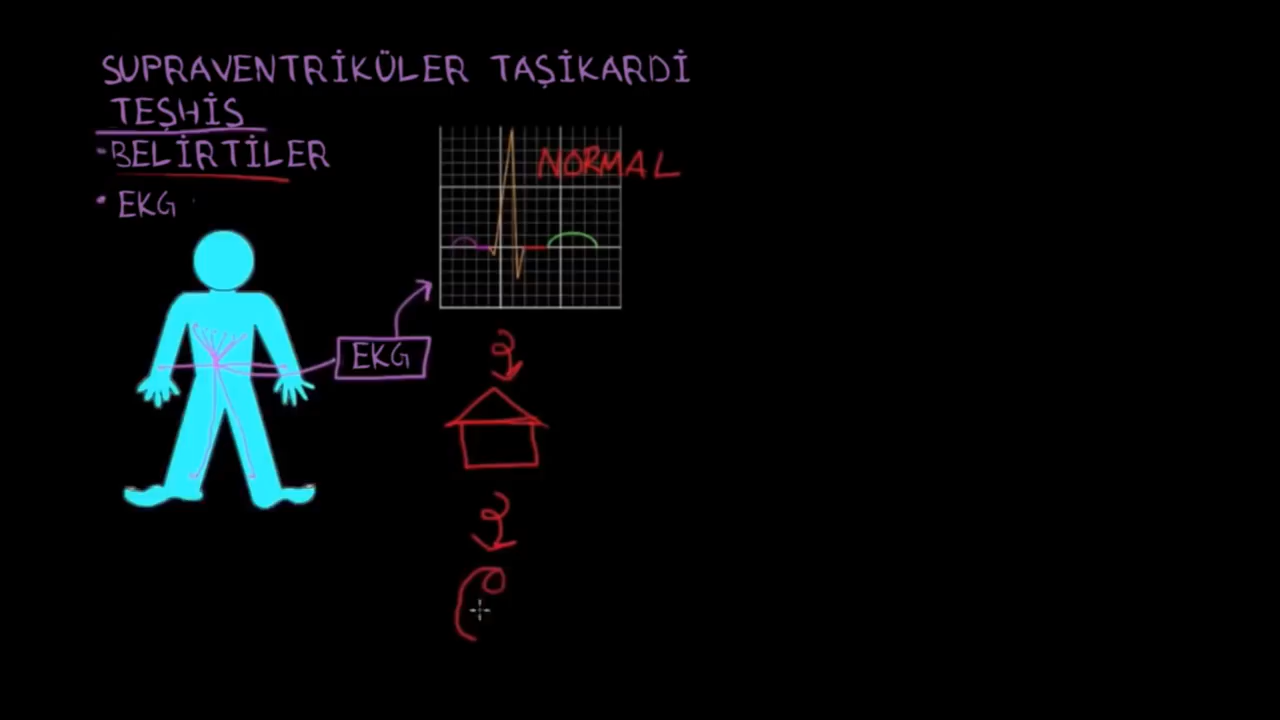 SUPRAVENTRİKÜLER TAŞİKARDİ
TEŞHİS
• BELİRTİLER
• EKG
NORMAL
EKG